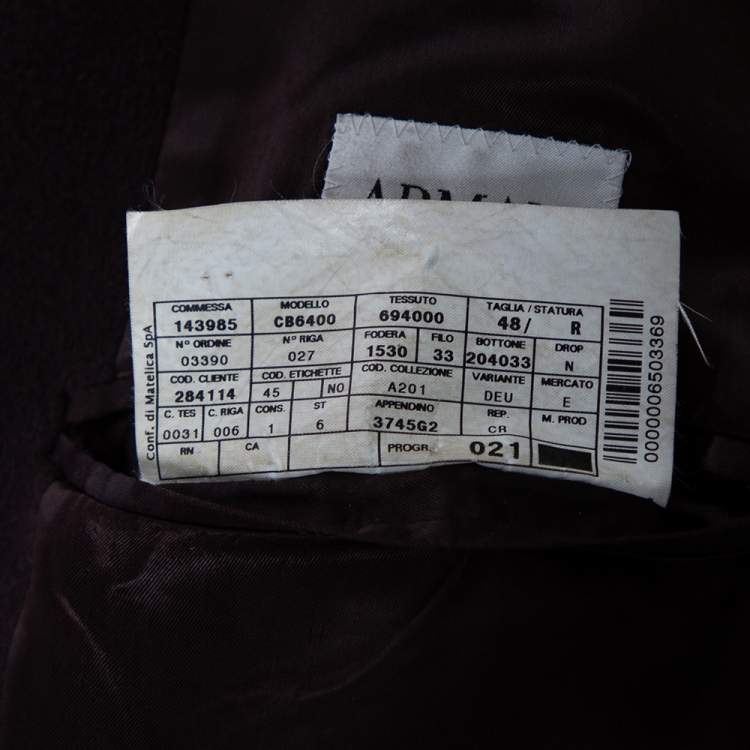 COMMESSA MODELLO TESSUTO TAGLIA / STATURA
143985 CB6400 694000 48/ R
N° ORDINE N° RIGA FODERA FILO BOTTONE DROP
03390 027 1530 33 204033 N
COD. CLIENTE COD. ETICHETTE COD. COLLEZIONE VARIANTE MERCATO
284114 45 NO A201 DEU E
C. TES C. RIGA CONS. ST APPENDINO REP. M. PROD
0031 006 1 6 3745G2 CR
RN CA PROGR. 021
Conf. di Matelica SpA
0000006503369